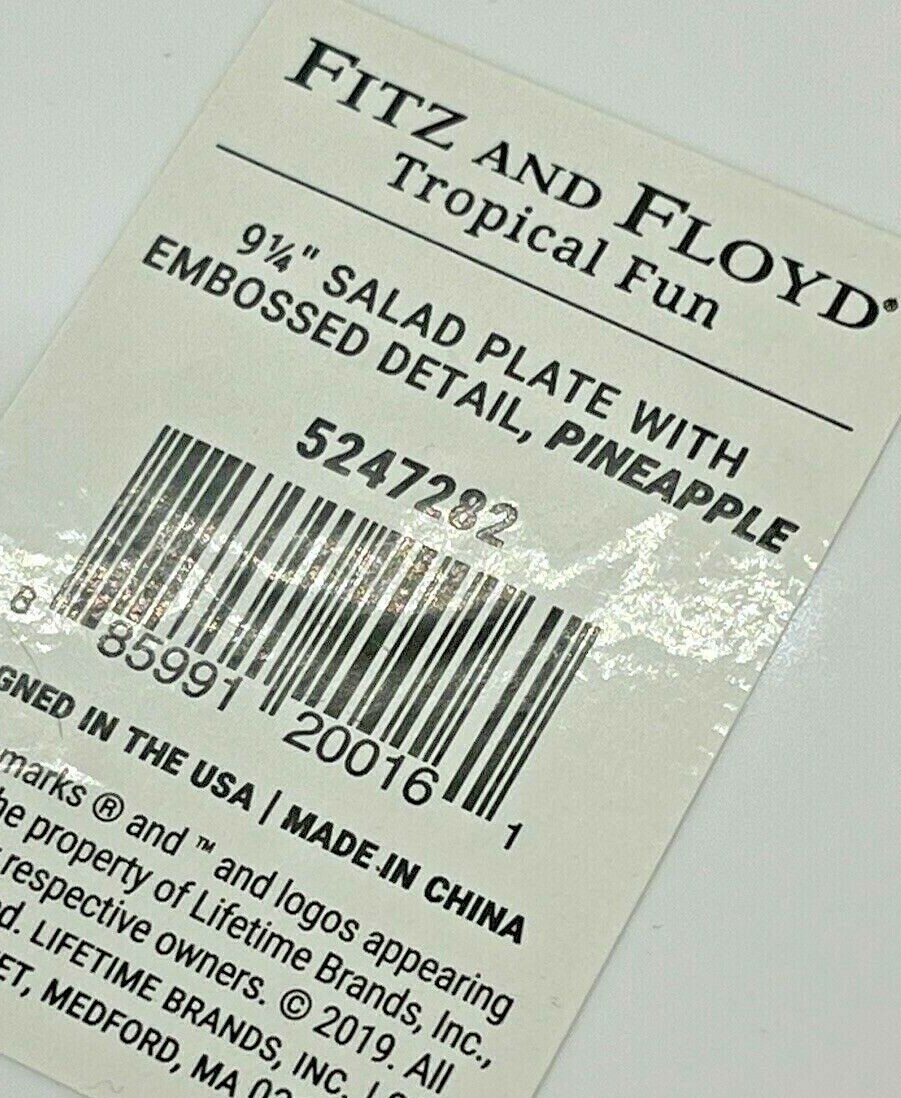 FITZ AND FLOYD®
Tropical Fun
9¼" SALAD PLATE WITH
EMBOSSED DETAIL, PINEAPPLE
5247282
8 85991 20016 1
GNED IN THE USA | MADE IN CHINA
marks ® and ™ and logos appearing
he property of Lifetime Brands, Inc.,
respective owners. © 2019. All
d. LIFETIME BRANDS, INC.
ET, MEDFORD, MA 02